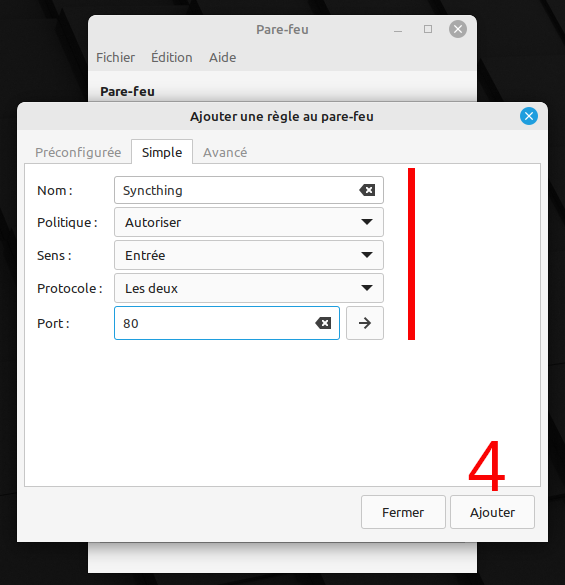 Pare-feu
Fichier Édition Aide
Pare-feu
Ajouter une règle au pare-feu
Préconfigurée Simple Avancé
Nom : Syncthing
Politique : Autoriser
Sens : Entrée
Protocole : Les deux
Port : 80
4
Fermer Ajouter